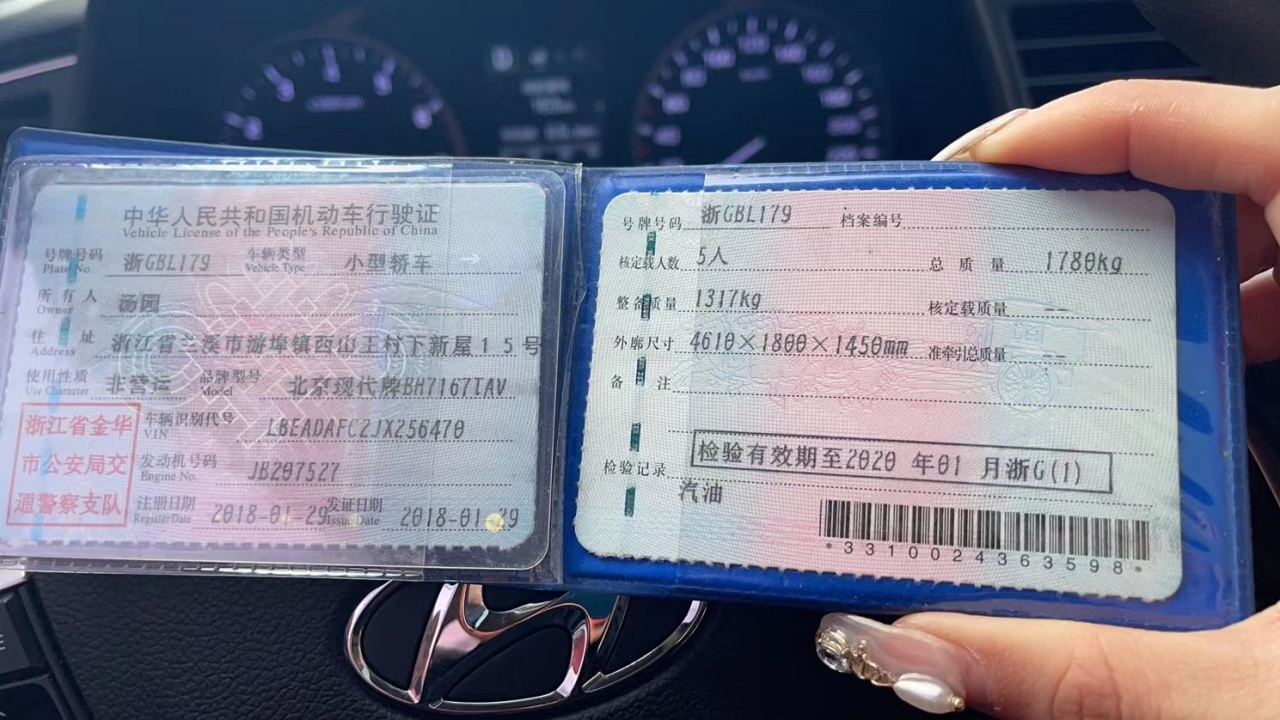 中华人民共和国机动车行驶证
Vehicle License of the People's Republic of China
号牌号码 浙GBL179 车辆类型 小型轿车
Plate No. Vehicle Type
所有人 汤园
Owner
住址 浙江省兰溪市游埠镇西山王村下新屋15号
Address
使用性质 非营运 品牌型号 北京现代牌BH7167TAV
Use Character Model
浙江省金华
市公安局交
通警察支队
车辆识别代号 LBEADAFC2JX256470
VIN
发动机号码 JB207527
Engine No.
注册日期 2018-01-29 发证日期 2018-01-29
Register Date Issue Date
号牌号码 浙GBL179 档案编号
核定载人数 5人 总质量 1780kg
整备质量 1317kg 核定载质量 --
外廓尺寸 4610×1800×1450mm 准牵引总质量 --
备注
检验有效期至2020 年01 月浙G(1)
检验记录
汽油
*3310024363598*